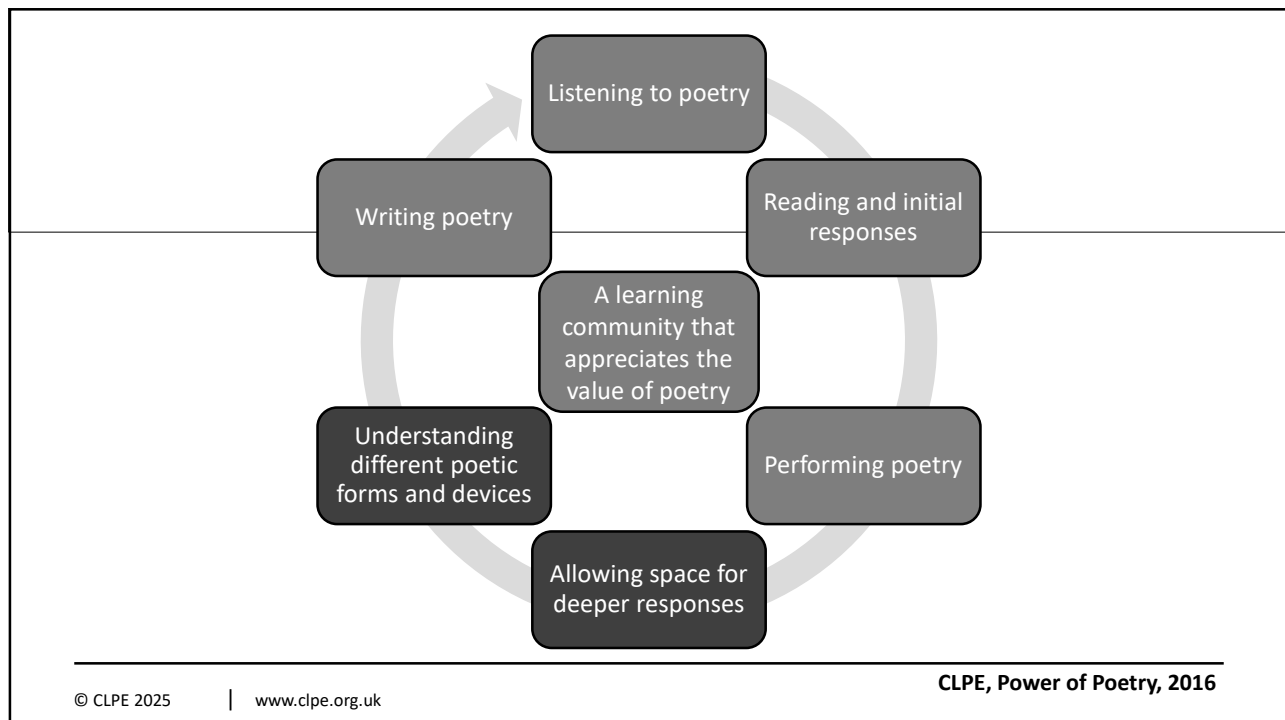 Listening to poetry
Reading and initial
responses
Performing poetry
Allowing space for
deeper responses
Understanding
different poetic
forms and devices
Writing poetry
A learning
community that
appreciates the
value of poetry
CLPE, Power of Poetry, 2016
© CLPE 2025 | www.clpe.org.uk